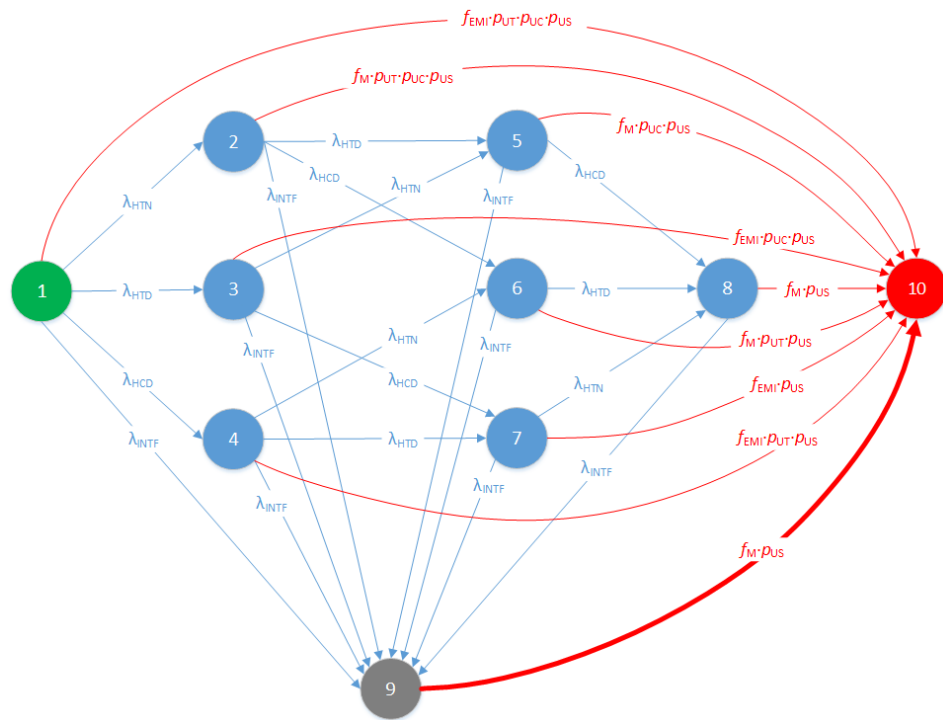 fEMI·pUT·pUC·pUS
fM·pUT·pUC·pUS
2
5
fM·pUC·pUS
λHTD
λHCD
λHCD
λHTN
λINTF
λHTN
λINTF
fEMI·pUC·pUS
1
λHTD
3
6
λHTD
8
fM·pUS
10
λHTN
λINTF
λINTF
fM·pUT·pUS
λHCD
λHCD
λHTN
fEMI·pUS
4
λHTD
7
fEMI·pUT·pUS
λINTF
λINTF
λINTF
λINTF
fM·pUS
9